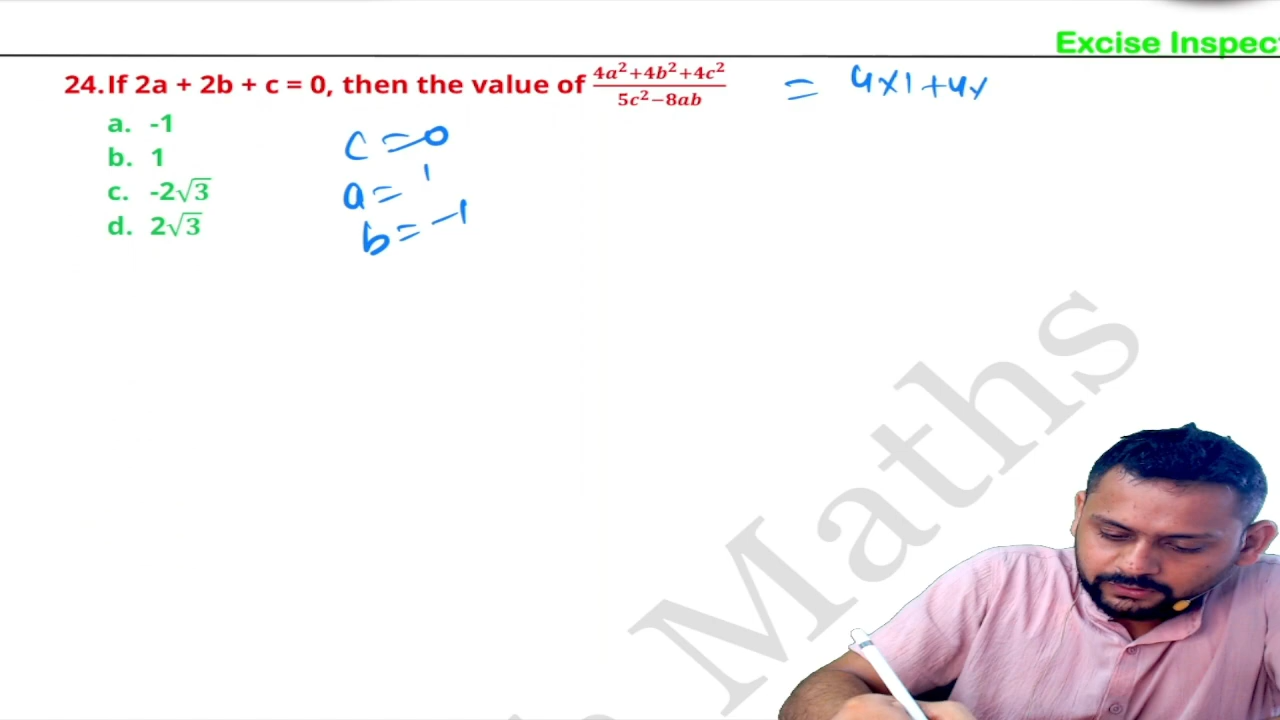 Excise Inspect
24. If 2a + 2b + c = 0, then the value of \frac{4a²+4b²+4c²}{5c²−8ab} = 4×1+4×
a. -1
b. 1
c. -2√3
d. 2√3
c = 0
a = 1
b = −1
Maths